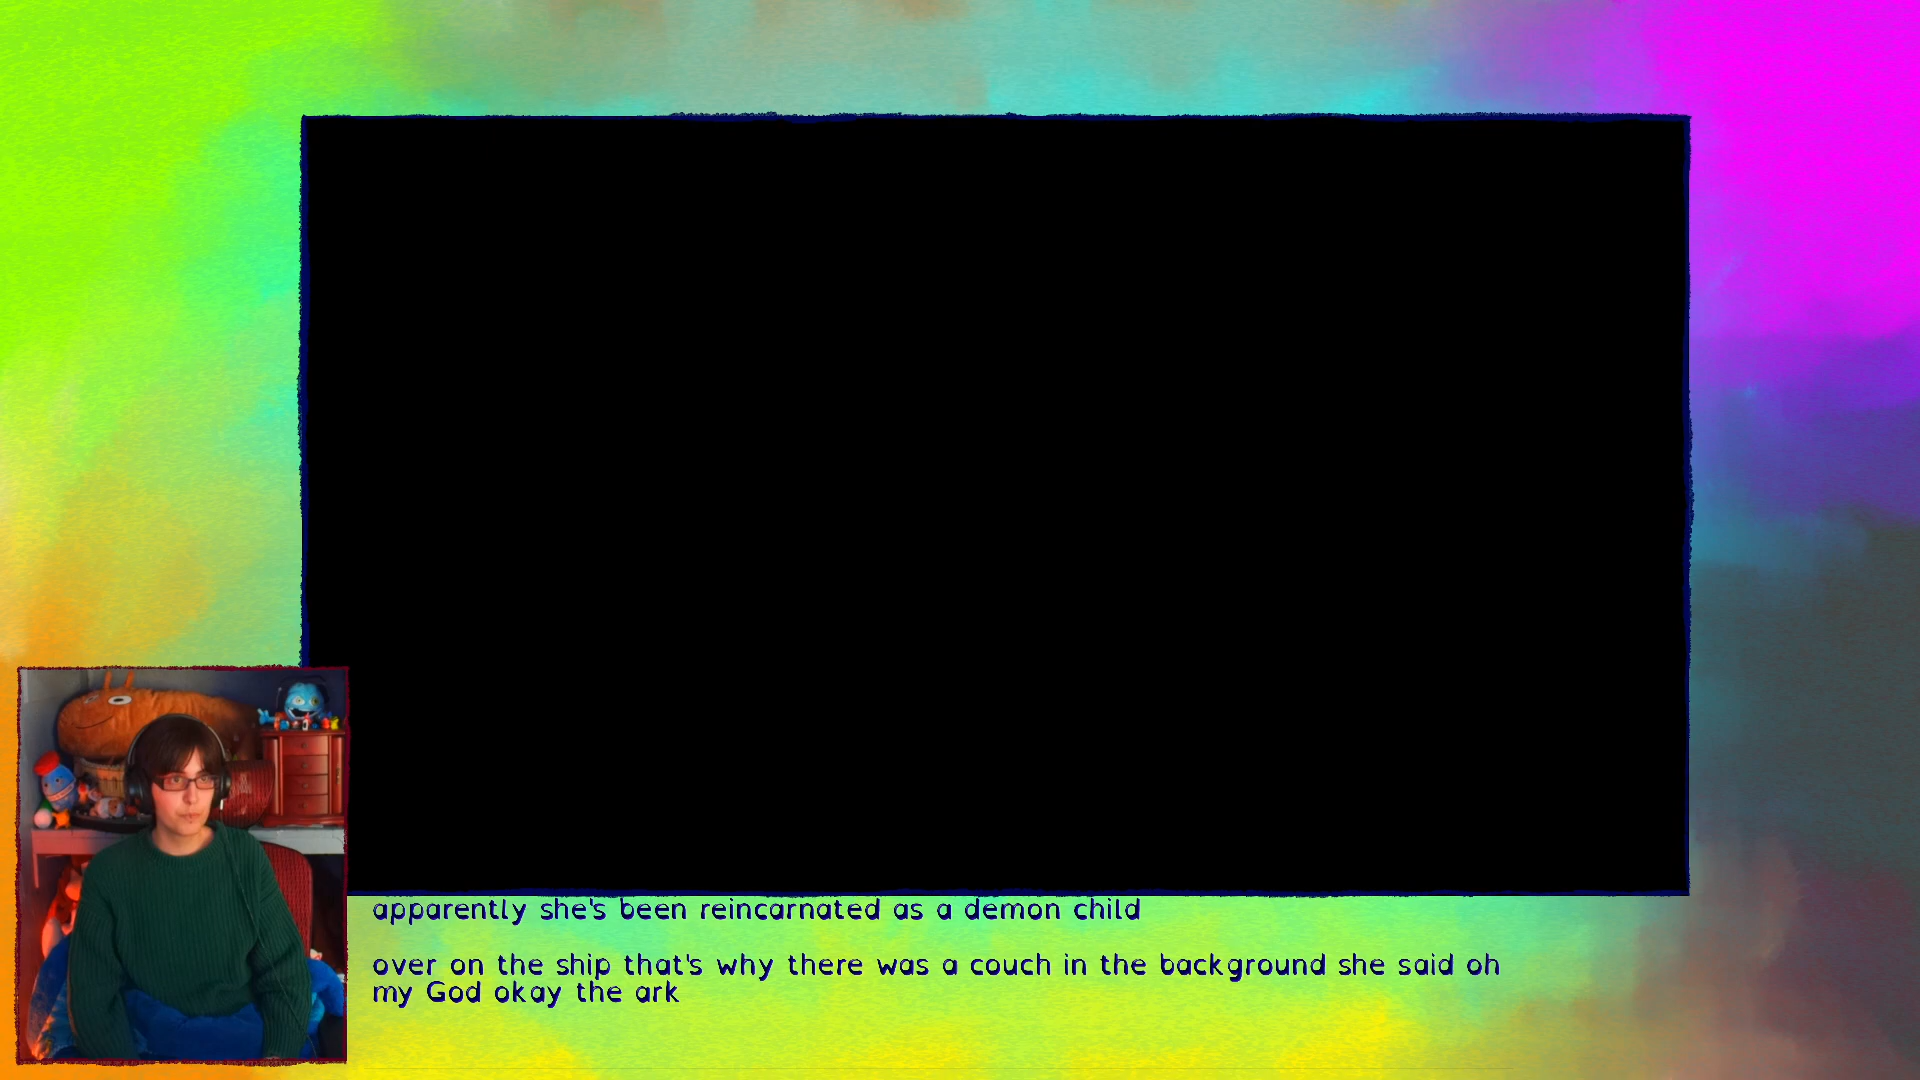 apparently she's been reincarnated as a demon child
over on the ship that's why there was a couch in the background she said oh
my God okay the ark